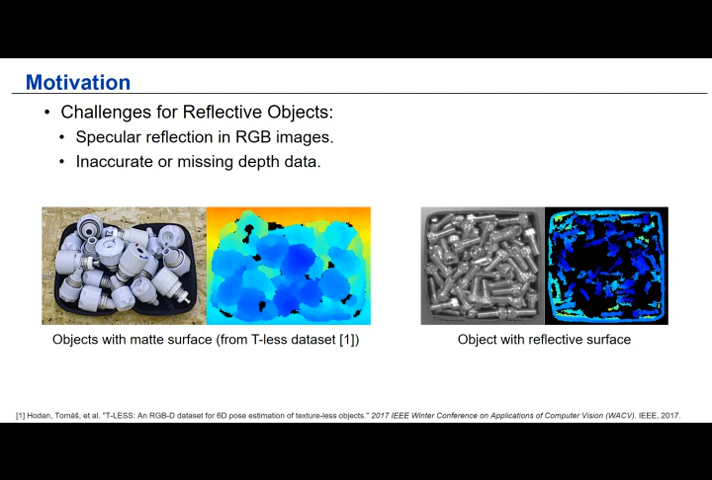 Motivation
• Challenges for Reflective Objects:
• Specular reflection in RGB images.
• Inaccurate or missing depth data.
Objects with matte surface (from T-less dataset [1])
Object with reflective surface
[1] Hodan, Tomáš, et al. "T-LESS: An RGB-D dataset for 6D pose estimation of texture-less objects." 2017 IEEE Winter Conference on Applications of Computer Vision (WACV). IEEE, 2017.